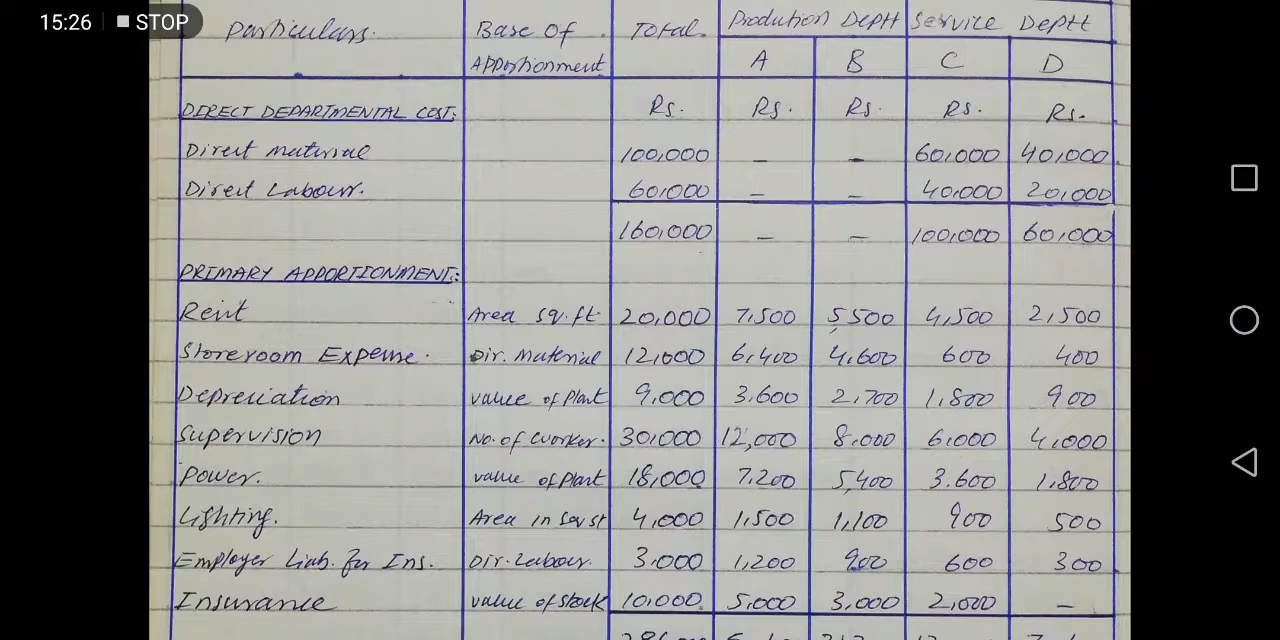 15:26 STOP
Particulars. Base Of Apportionment Total. Prodution Deptt Service Deptt
A B C D
DIRECT DEPARTMENTAL COST: Rs. Rs. Rs. Rs. Rs.
Direct Material 100,000 – – 60,000 40,000
Direct Labour. 60,000 – – 40,000 20,000
160,000 – – 100,000 60,000
PRIMARY APPORTIONMENT:
Rent Area sq.ft 20,000 7,500 5,500 4,500 2,500
Storeroom Expense. Dir. Material 12,000 6,400 4,600 600 400
Depreciation value of Plant 9,000 3,600 2,700 1,800 900
Supervision No. of worker. 30,000 12,000 8,000 6,000 4,000
Power. value of Plant 18,000 7,200 5,400 3,600 1,800
Lighting. Area in 4,000 1,500 1,100 900 500
Employer Liab. for Ins. Dir. Labour. 3,000 1,200 900 600 300
Insurance value of stock 10,000 5,000 3,000 2,000 –